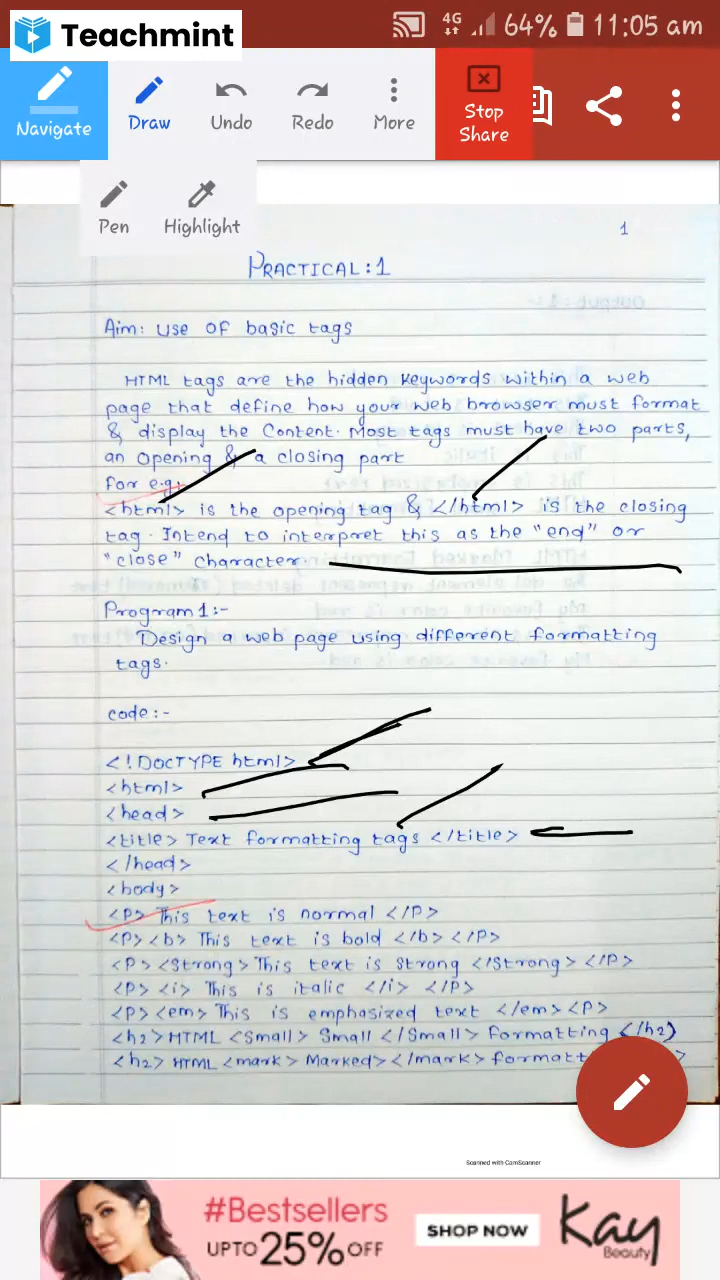 Teachmint
4G 64% 11:05 am
Navigate
Draw
Undo
Redo
More
Stop
Share
Pen
Highlight
1
PRACTICAL:1
Aim: use OF basic tags
HTML tags are the hidden keywords within a web
page that define how your web browser must format
& display the Content. Most tags must have two parts,
an opening & a closing part
for e.g:
<html> is the opening tag & </html> is the closing
tag. Intend to interpret this as the "end" or
"close" Character.
Program 1:-
Design a web page using different formatting
tags.
code:-
<!DOCTYPE html>
<html>
<head>
<title> Text formatting tags </title>
</head>
<body>
<P> This text is normal </P>
<P><b> This text is bold </b></P>
<P><Strong> This text is Strong </Strong> </P>
<P><i> This is italic </i> </P>
<P><em> This is emphasized text </em><P>
<h2>HTML <Small> Small </Small> formatting </h2)
<h2> HTML <mark> Marked> </mark> formatt
Scanned with CamScanner
#Bestsellers
UPTO 25% OFF
SHOP NOW
Kay
Beauty